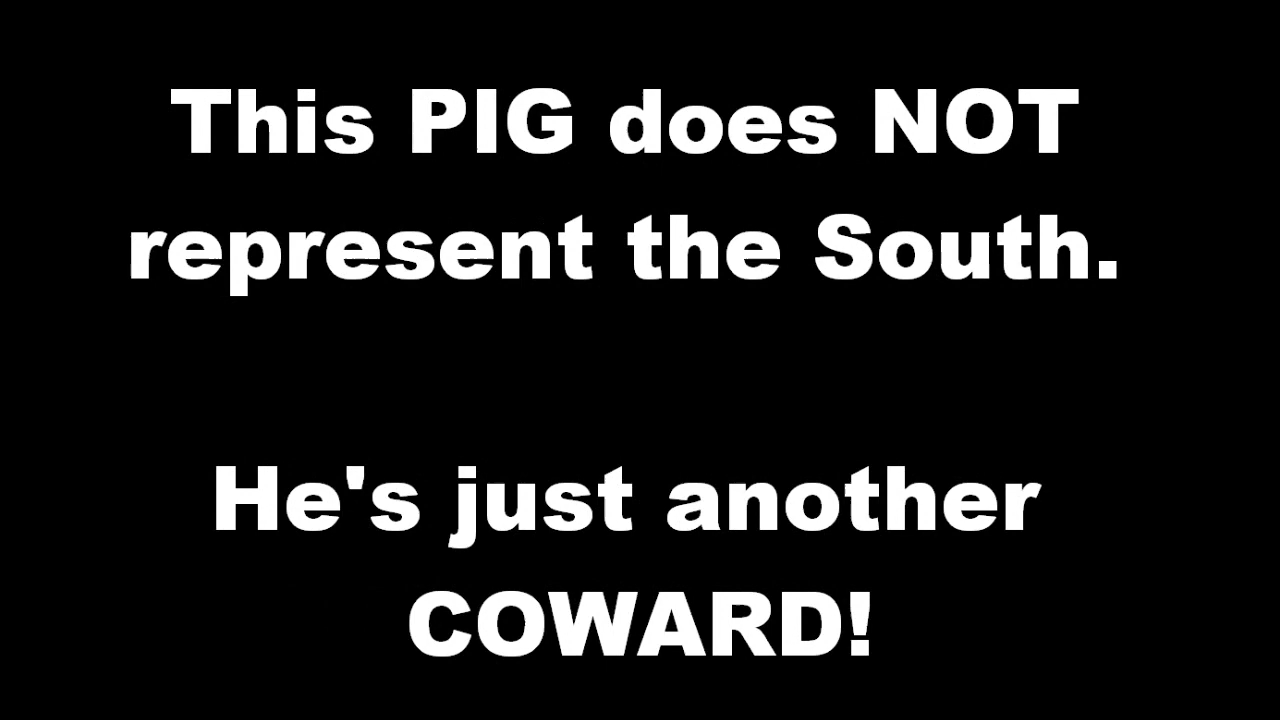 This PIG does NOT
represent the South.
He's just another
COWARD!